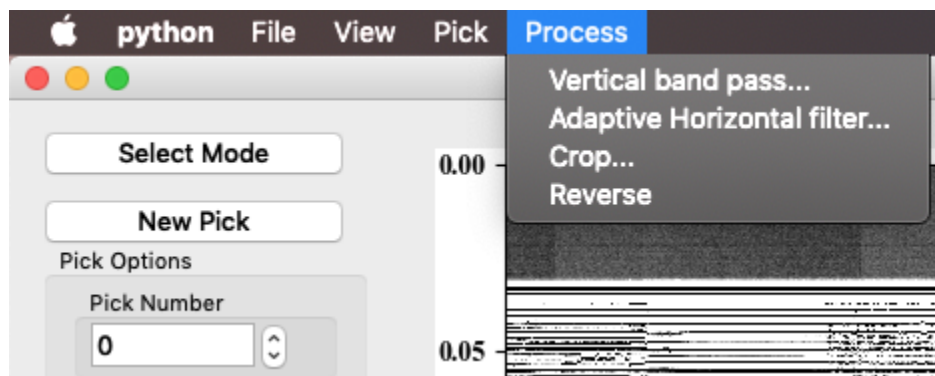 python File View Pick Process
Vertical band pass...
Adaptive Horizontal filter...
Crop...
Reverse
Select Mode
New Pick
Pick Options
Pick Number
0
0.00
0.05